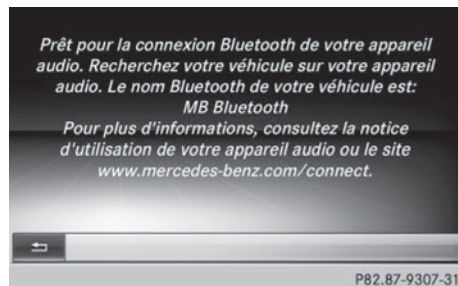 Prêt pour la connexion Bluetooth de votre appareil
audio. Recherchez votre véhicule sur votre appareil
audio. Le nom Bluetooth de votre véhicule est:
MB Bluetooth
Pour plus d'informations, consultez la notice
d'utilisation de votre appareil audio ou le site
www.mercedes-benz.com/connect.
P82.87-9307-31